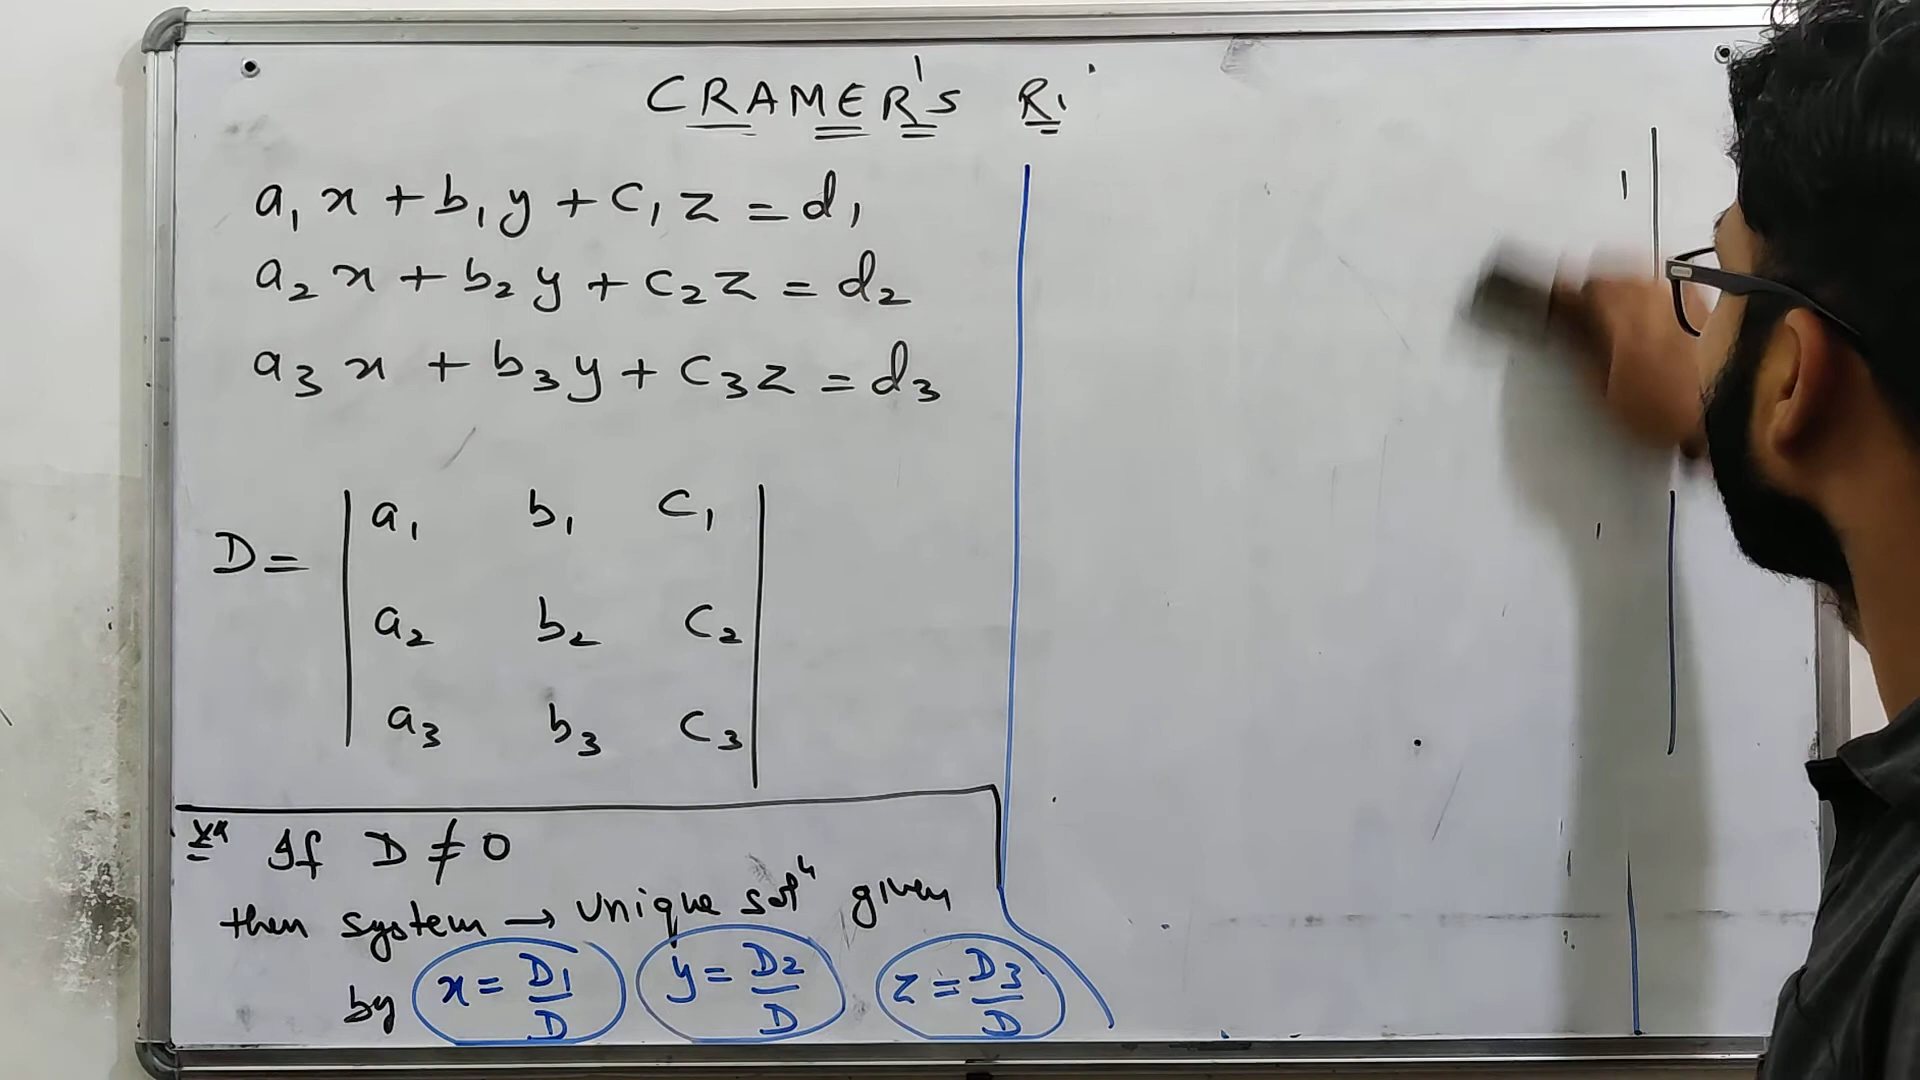 CRAMER'S R
a₁x + b₁y + c₁z = d₁
a₂x + b₂y + c₂z = d₂
a₃x + b₃y + c₃z = d₃
D = | a₁ b₁ c₁ |
| a₂ b₂ c₂ |
| a₃ b₃ c₃ |
If D ≠ 0
then system → unique solⁿ given
by x = D₁/D y = D₂/D z = D₃/D